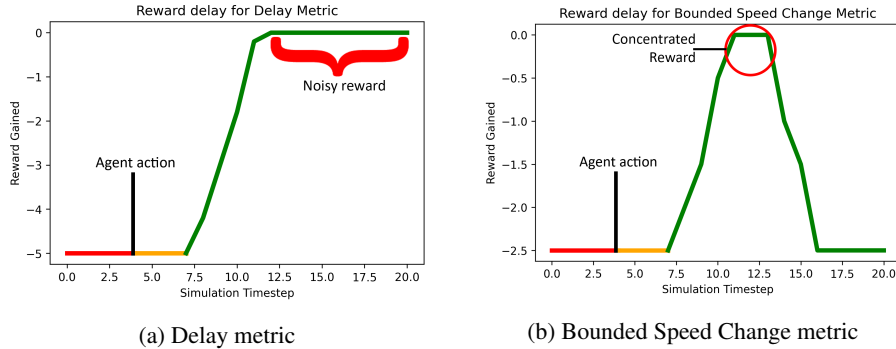 Reward delay for Delay Metric
0
−1
−2
−3
−4
−5
Reward Gained
Noisy reward
Agent action
0.0 2.5 5.0 7.5 10.0 12.5 15.0 17.5 20.0
Simulation Timestep
(a) Delay metric
Reward delay for Bounded Speed Change Metric
0.0
−0.5
−1.0
−1.5
−2.0
−2.5
Reward Gained
Concentrated
Reward
Agent action
0.0 2.5 5.0 7.5 10.0 12.5 15.0 17.5 20.0
Simulation Timestep
(b) Bounded Speed Change metric